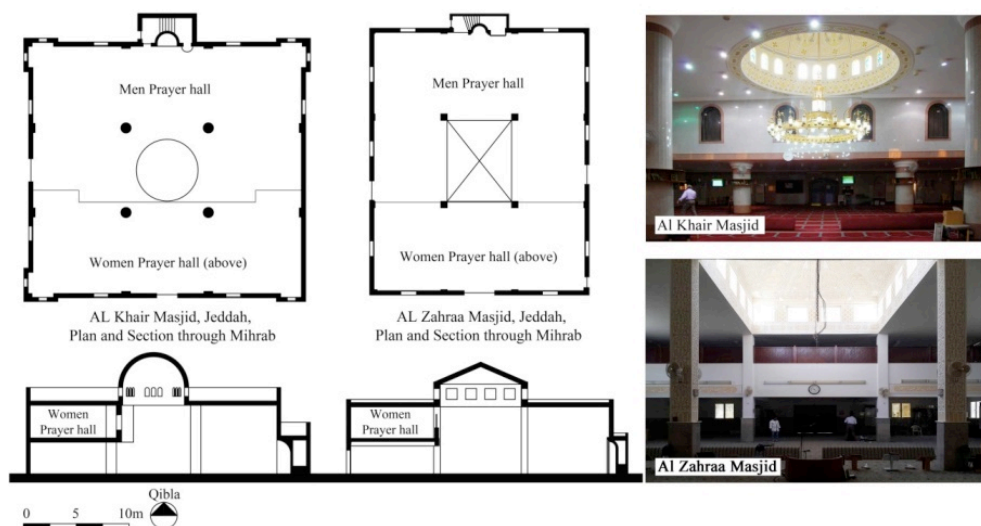 Men Prayer hall
Women Prayer hall (above)
AL Khair Masjid, Jeddah,
Plan and Section through Mihrab
Men Prayer hall
Women Prayer hall (above)
AL Zahraa Masjid, Jeddah,
Plan and Section through Mihrab
Al Khair Masjid
Al Zahraa Masjid
Women
Prayer hall
Women
Prayer hall
Qibla
0 5 10m